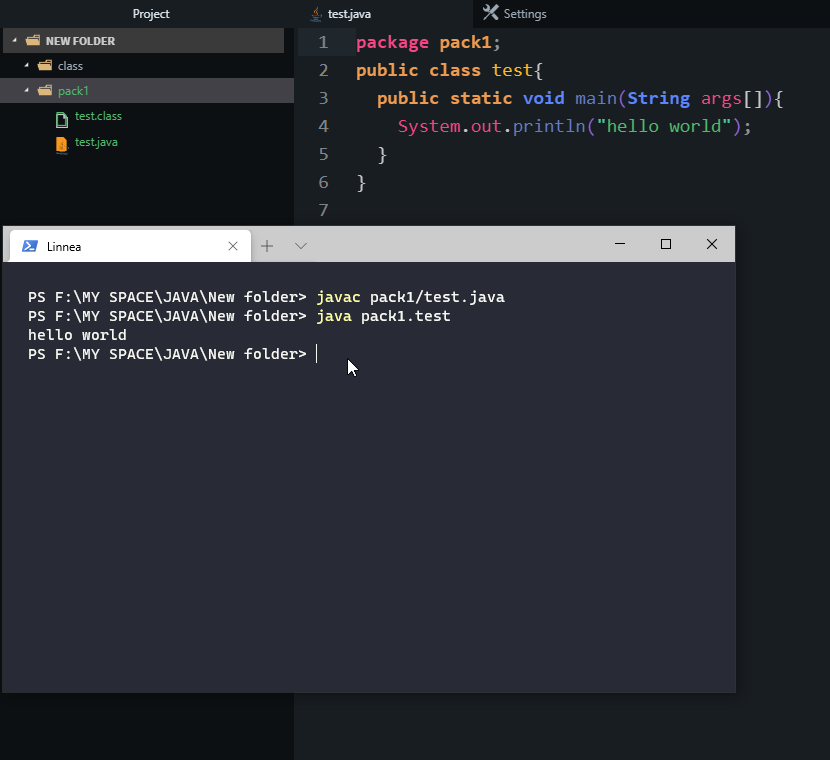 Project
NEW FOLDER
class
pack1
test.class
test.java
test.java
Settings
1 package pack1;
2 public class test{
3 public static void main(String args[]){
4 System.out.println("hello world");
5 }
6 }
7
Linnea
PS F:\MY SPACE\JAVA\New folder> javac pack1/test.java
PS F:\MY SPACE\JAVA\New folder> java pack1.test
hello world
PS F:\MY SPACE\JAVA\New folder>